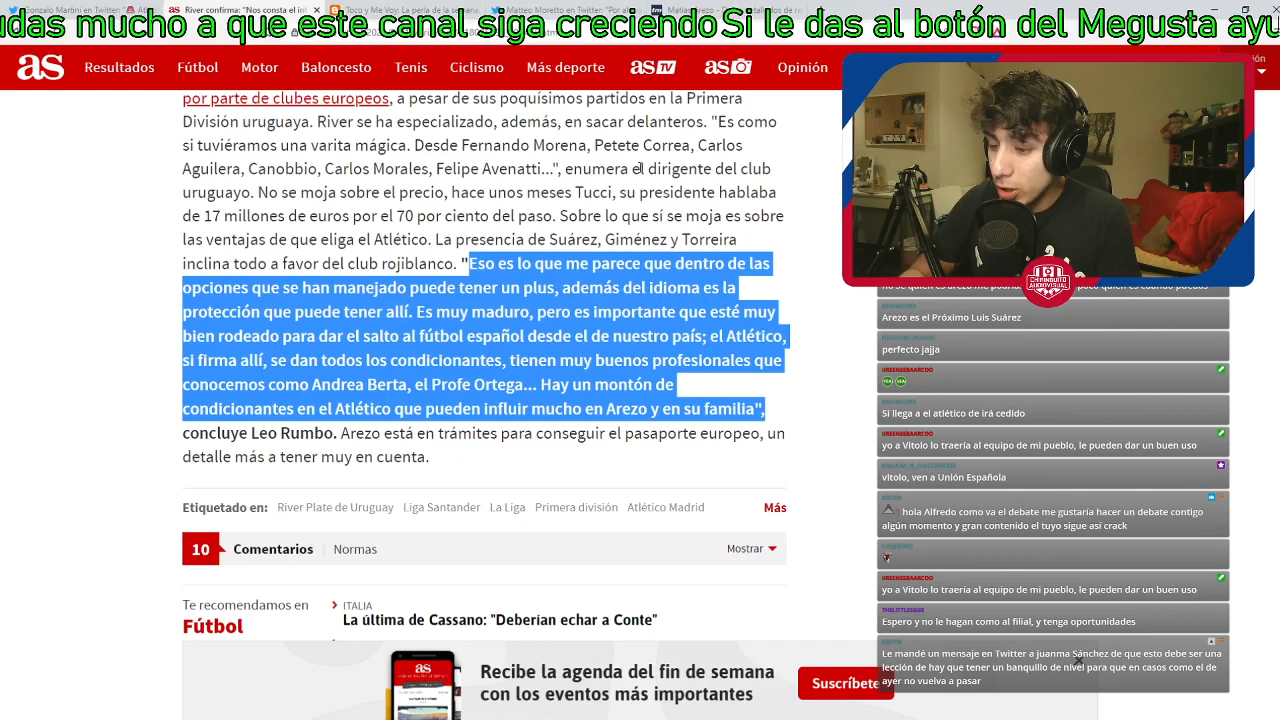 Gonzalo Martini en Twitter: "
River confirma: "Nos consta el int
Toco y Me Voy: La perla de la sema
Matteo Moretto en Twitter: "Por ah
udas mucho a que este canal siga creciendo Si le das al botón del Megusta ayu
as Resultados Fútbol Motor Baloncesto Tenis Ciclismo Más deporte as TV as Opinión
por parte de clubes europeos, a pesar de sus poquísimos partidos en la Primera
División uruguaya. River se ha especializado, además, en sacar delanteros. "Es como
si tuviéramos una varita mágica. Desde Fernando Morena, Petete Correa, Carlos
Aguilera, Canobbio, Carlos Morales, Felipe Avenatti...", enumera el dirigente del club
uruguayo. No se moja sobre el precio, hace unos meses Tucci, su presidente hablaba
de 17 millones de euros por el 70 por ciento del paso. Sobre lo que sí se moja es sobre
las ventajas de que eliga el Atlético. La presencia de Suárez, Giménez y Torreira
inclina todo a favor del club rojiblanco. "Eso es lo que me parece que dentro de las
opciones que se han manejado puede tener un plus, además del idioma es la
protección que puede tener allí. Es muy maduro, pero es importante que esté muy
bien rodeado para dar el salto al fútbol español desde el de nuestro país; el Atlético,
si firma allí, se dan todos los condicionantes, tienen muy buenos profesionales que
conocemos como Andrea Berta, el Profe Ortega... Hay un montón de
condicionantes en el Atlético que pueden influir mucho en Arezo y en su familia",
concluye Leo Rumbo. Arezo está en trámites para conseguir el pasaporte europeo, un
detalle más a tener muy en cuenta.
Etiquetado en: River Plate de Uruguay Liga Santander La Liga Primera división Atlético Madrid Más
10 Comentarios Normas Mostrar
Te recomendamos en
Fútbol
ITALIA
La última de Cassano: "Deberían echar a Conte"
as
Recibe la agenda del fin de semana
con los eventos más importantes
Suscríbete
CHIRINGUITO
AUDIOVISUAL
Arezo es el Próximo Luis Suárez
perfecto jajja
Sí llega a el atlético de irá cedido
yo a Vitolo lo traería al equipo de mi pueblo, le pueden dar un buen uso
vitolo, ven a Unión Española
hola Alfredo como va el debate me gustaría hacer un debate contigo
algún momento y gran contenido el tuyo sigue así crack
yo a Vitolo lo traería al equipo de mi pueblo, le pueden dar un buen uso
Espero y no le hagan como al filial, y tenga oportunidades
Le mandé un mensaje en Twitter a juanma Sánchez de que esto debe ser una
lección de hay que tener un banquillo de nivel para que en casos como el de
ayer no vuelva a pasar